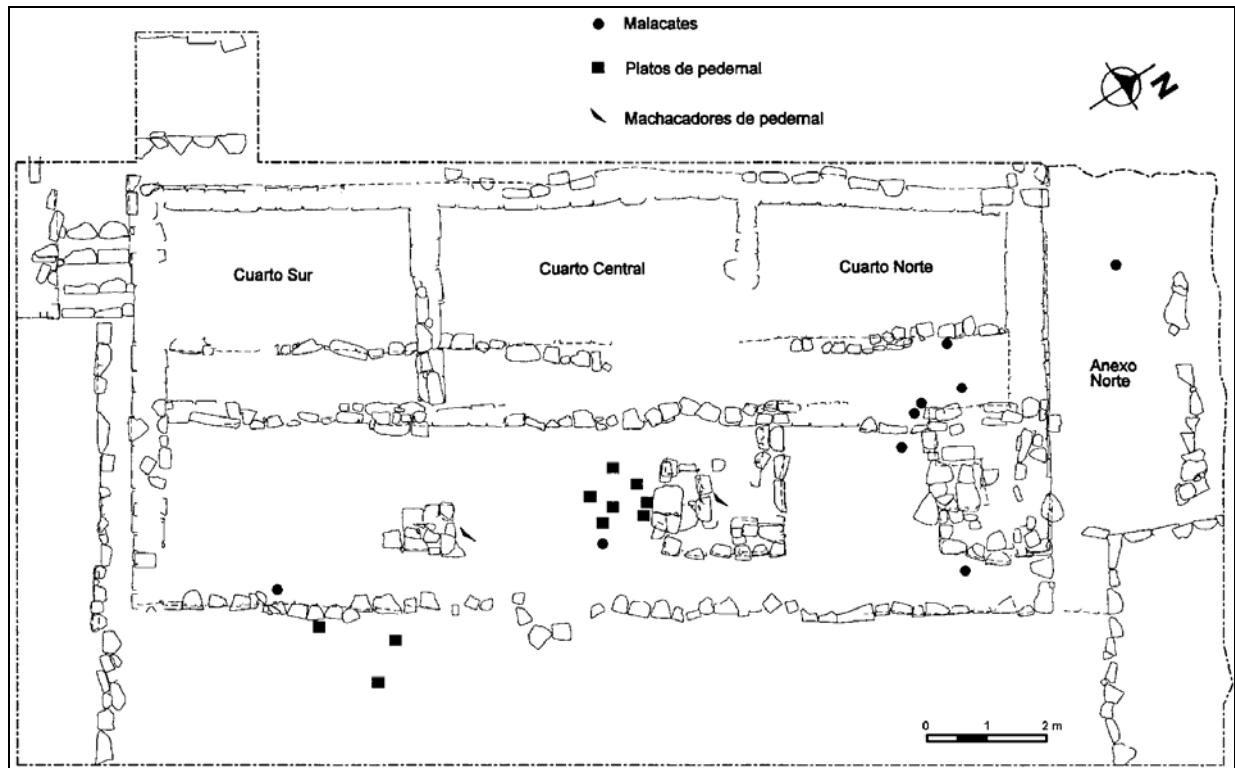 Malacates
Platos de pedernal
Machacadores de pedernal
N
Cuarto Sur
Cuarto Central
Cuarto Norte
Anexo
Norte
0 1 2 m